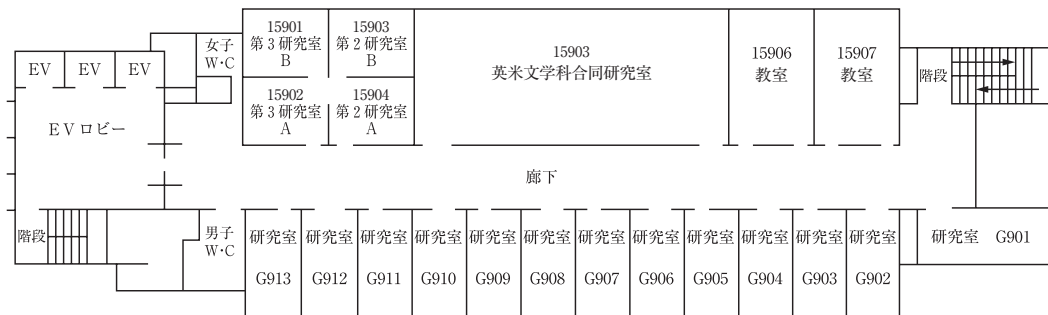 15901
第3研究室
B
15903
第2研究室
B
15903
英米文学科合同研究室
15906
教室
15907
教室
女子
W・C
EV
EV
EV
階段
15902
第3研究室
A
15904
第2研究室
A
EVロビー
廊下
階段
男子
W・C
研究室
G913
研究室
G912
研究室
G911
研究室
G910
研究室
G909
研究室
G908
研究室
G907
研究室
G906
研究室
G905
研究室
G904
研究室
G903
研究室
G902
研究室 G901